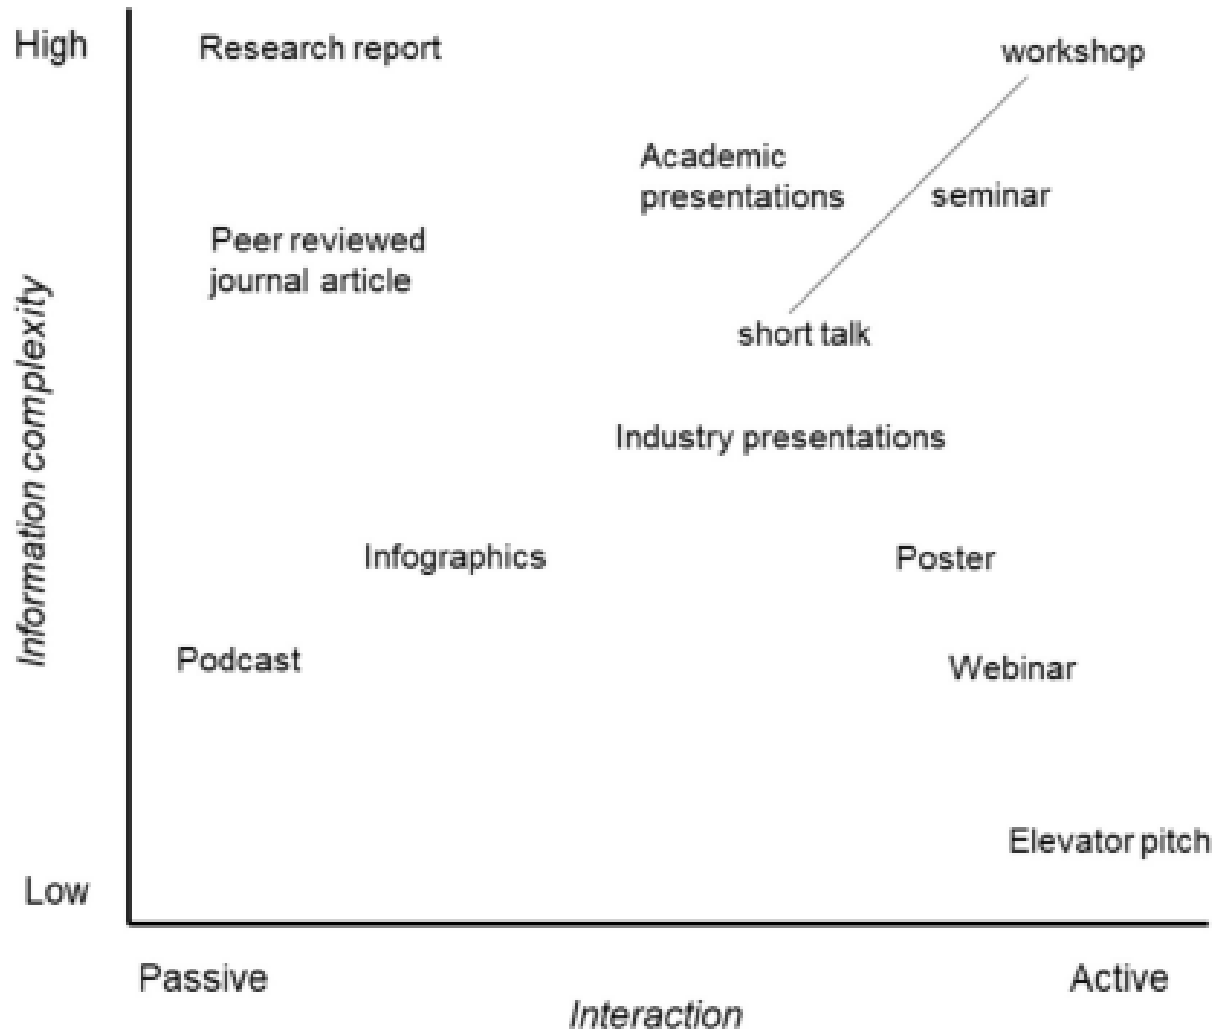 High
Research report
workshop
Academic
presentations
seminar
Peer reviewed
journal article
short talk
Information complexity
Industry presentations
Infographics
Poster
Podcast
Webinar
Elevator pitch
Low
Passive
Active
Interaction